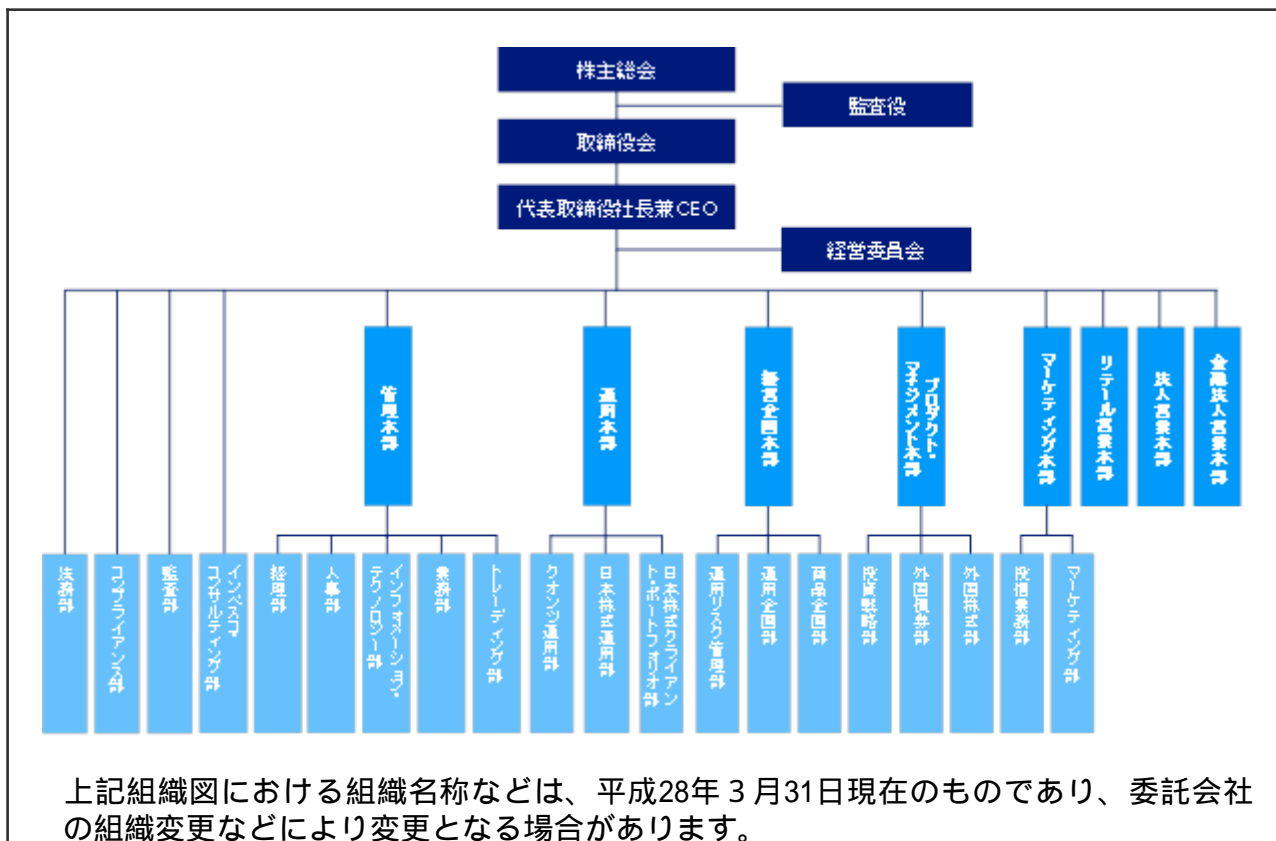 株主総会
監査役
取締役会
代表取締役社長兼CEO
経営委員会
管理本部
運用本部
経営企画本部
プロダクト・
マネジメント本部
マーケティング本部
リテール営業本部
法人営業本部
金融法人営業本部
法務部
コンプライアンス部
監査部
インベスコ
コンサルティング部
経理部
人事部
インフォメーション・
テクノロジー部
業務部
トレーディング部
クオンツ運用部
日本株式運用部
日本株式クライアン
ト・ポートフォリオ部
運用リスク管理部
運用企画部
商品企画部
投資戦略部
外国債券部
外国株式部
投信業務部
マーケティング部
上記組織図における組織名称などは、平成28年3月31日現在のものであり、委託会社
の組織変更などにより変更となる場合があります。